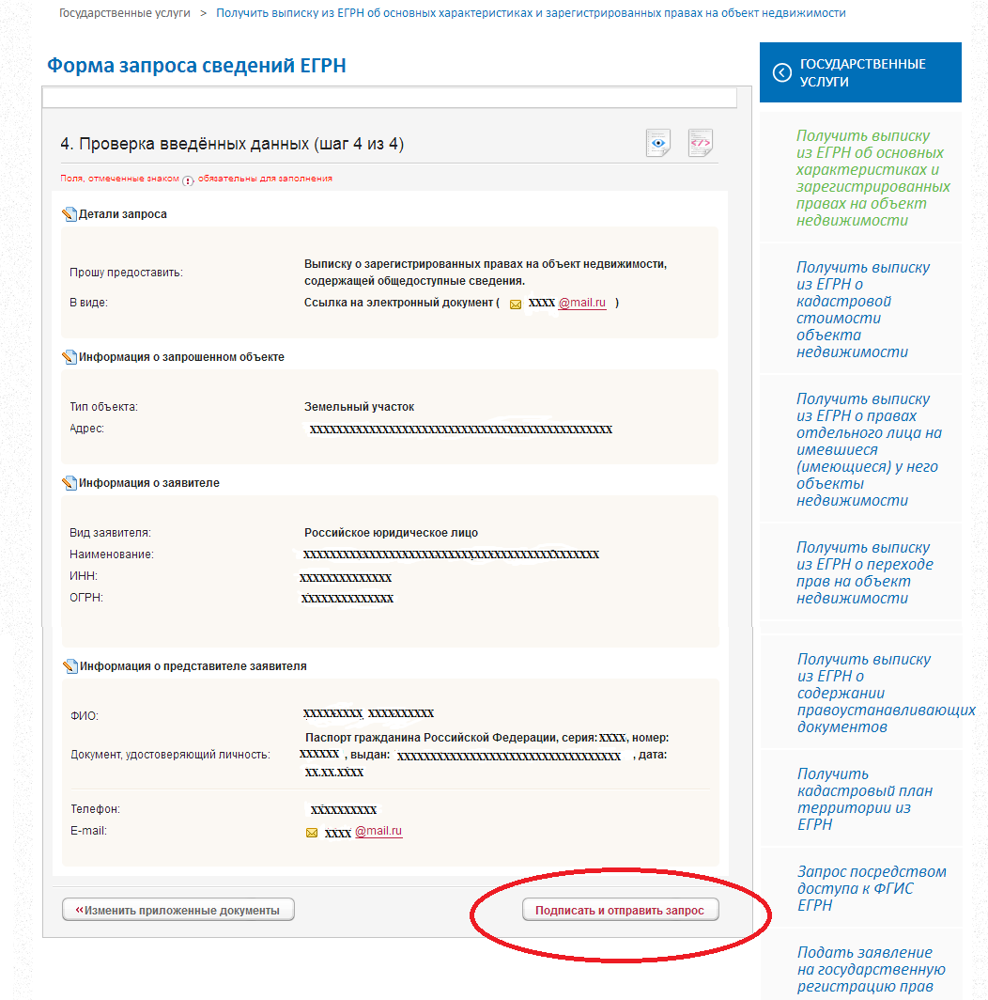 Государственные услуги > Получить выписку из ЕГРН об основных характеристиках и зарегистрированных правах на объект недвижимости
Форма запроса сведений ЕГРН
4. Проверка введённых данных (шаг 4 из 4)
Поля, отмеченные знаком ! , обязательны для заполнения
Детали запроса
Прошу предоставить:
Выписку о зарегистрированных правах на объект недвижимости,
содержащей общедоступные сведения.
В виде:
Ссылка на электронный документ ( xxxx @mail.ru )
Информация о запрошенном объекте
Тип объекта:
Земельный участок
Адрес:
xxxxxxxxxxxxxxxxxxxxxxxxxxxxxxxxxxxxxxxxxxxxxx
Информация о заявителе
Вид заявителя:
Российское юридическое лицо
Наименование:
xxxxxxxxxxxxxxxxxxxxxxxxxxxxxxxxxxxxxxxxxxxxx
ИНН:
xxxxxxxxxxxxxx
ОГРН:
xxxxxxxxxxxxxx
Информация о представителе заявителя
ФИО:
xxxxxxxxx xxxxxxxxxx
Документ, удостоверяющий личность:
Паспорт гражданина Российской Федерации, серия: xxxx, номер:
xxxxxx , выдан: xxxxxxxxxxxxxxxxxxxxxxxxxxxxxxxxxx , дата:
xx.xx.xxxx
Телефон:
xxxxxxxxxx
E-mail:
xxxx @mail.ru
«Изменить приложенные документы
Подписать и отправить запрос
ГОСУДАРСТВЕННЫЕ
УСЛУГИ
Получить выписку
из ЕГРН об основных
характеристиках и
зарегистрированных
правах на объект
недвижимости
Получить выписку
из ЕГРН о
кадастровой
стоимости
объекта
недвижимости
Получить выписку
из ЕГРН о правах
отдельного лица на
имевшиеся
(имеющиеся) у него
объекты
недвижимости
Получить выписку
из ЕГРН о переходе
прав на объект
недвижимости
Получить выписку
из ЕГРН о
содержании
правоустанавливающих
документов
Получить
кадастровый план
территории из
ЕГРН
Запрос посредством
доступа к ФГИС
ЕГРН
Подать заявление
на государственную
регистрацию прав